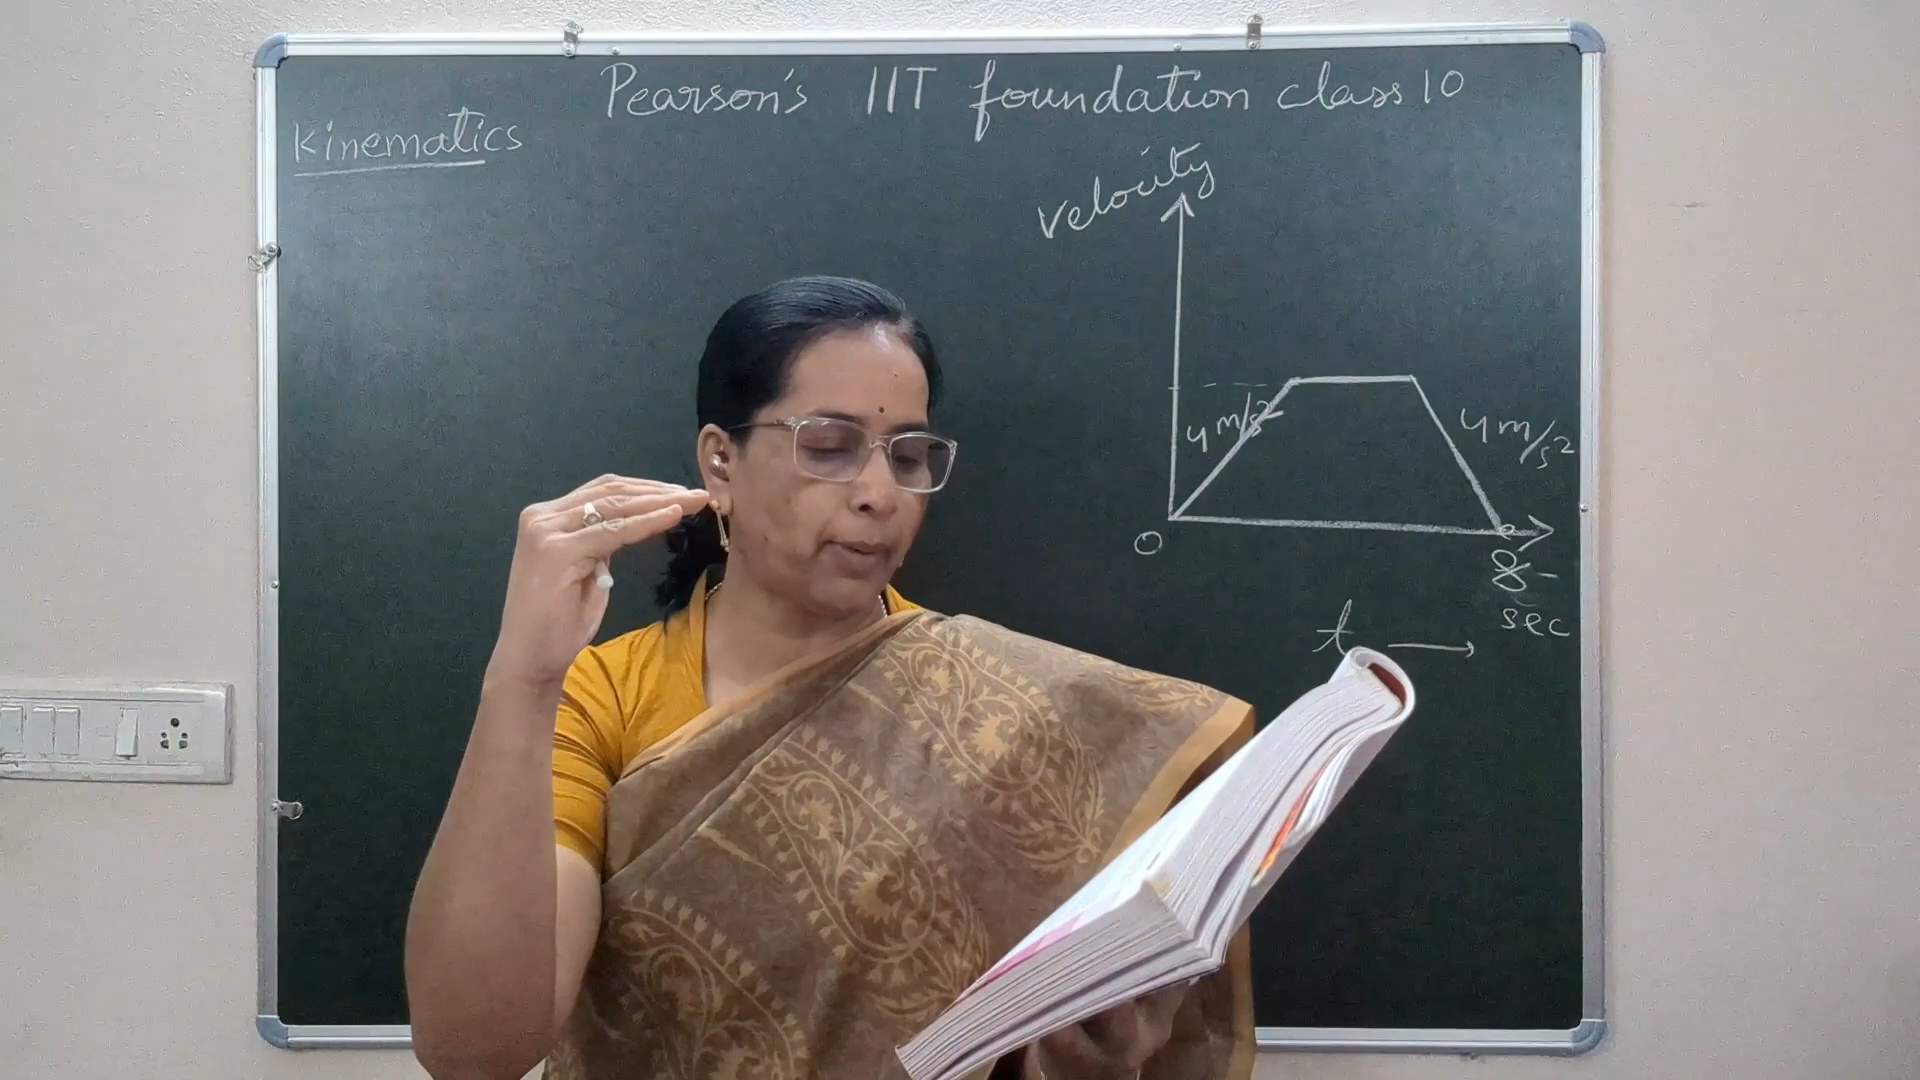 Pearson's IIT foundation class 10
Kinematics
velocity
4 m/s²
4 m/s²
O
8
sec
t